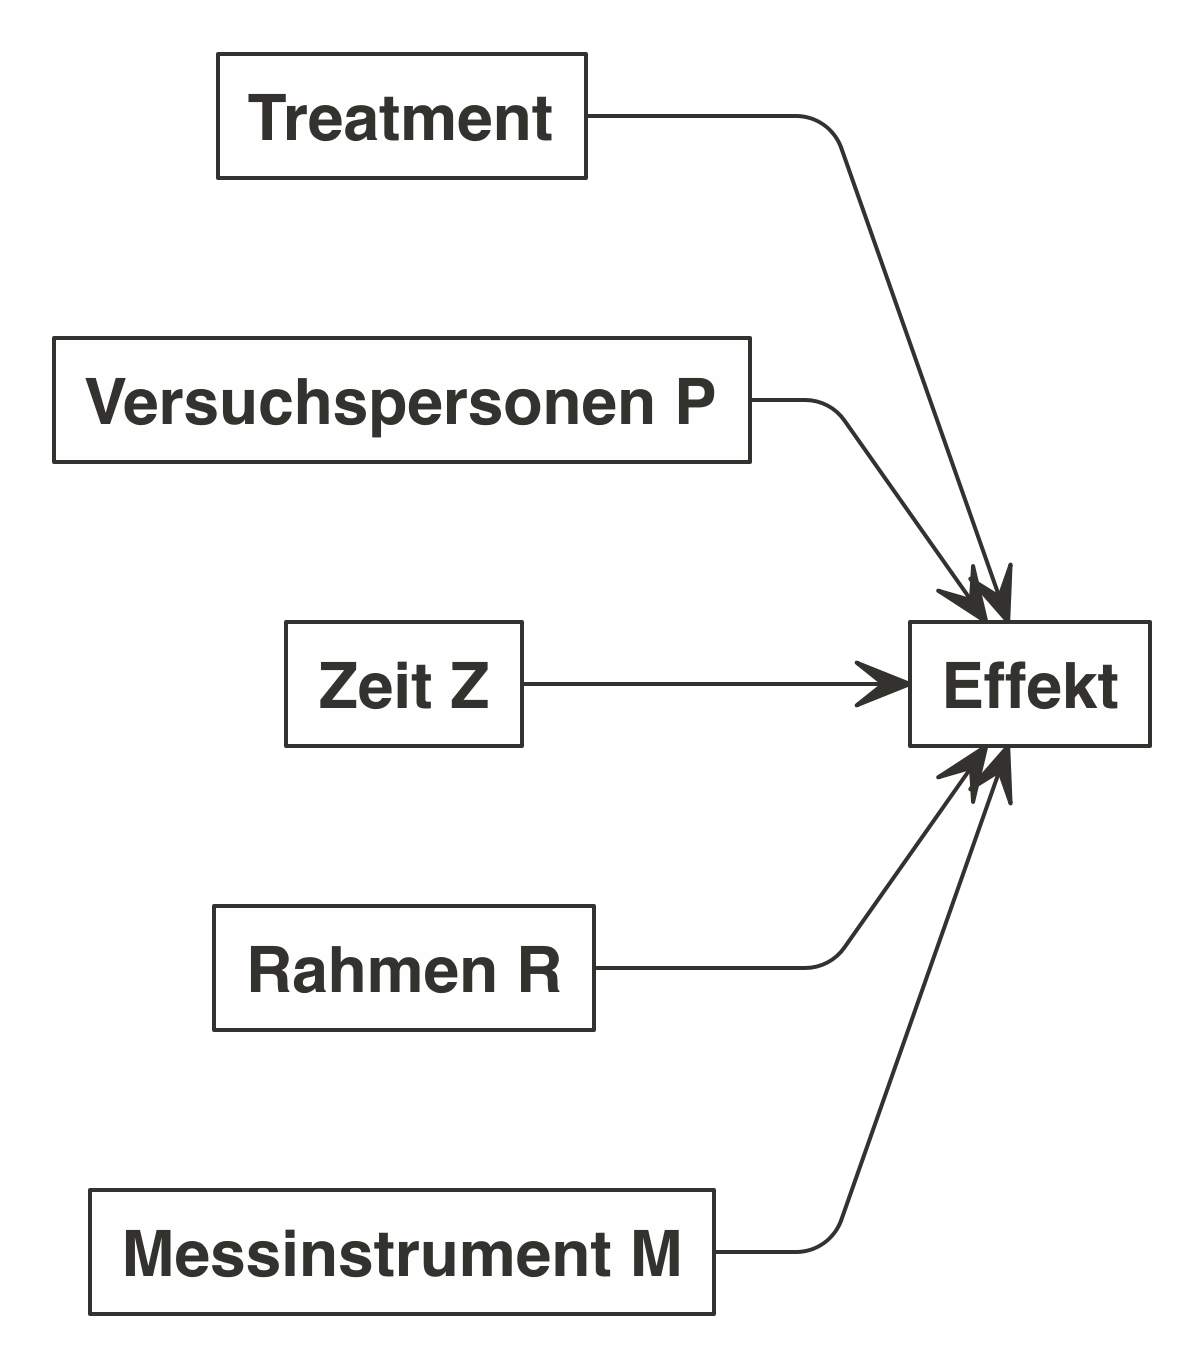 Treatment
Versuchspersonen P
Zeit Z
Effekt
Rahmen R
Messinstrument M